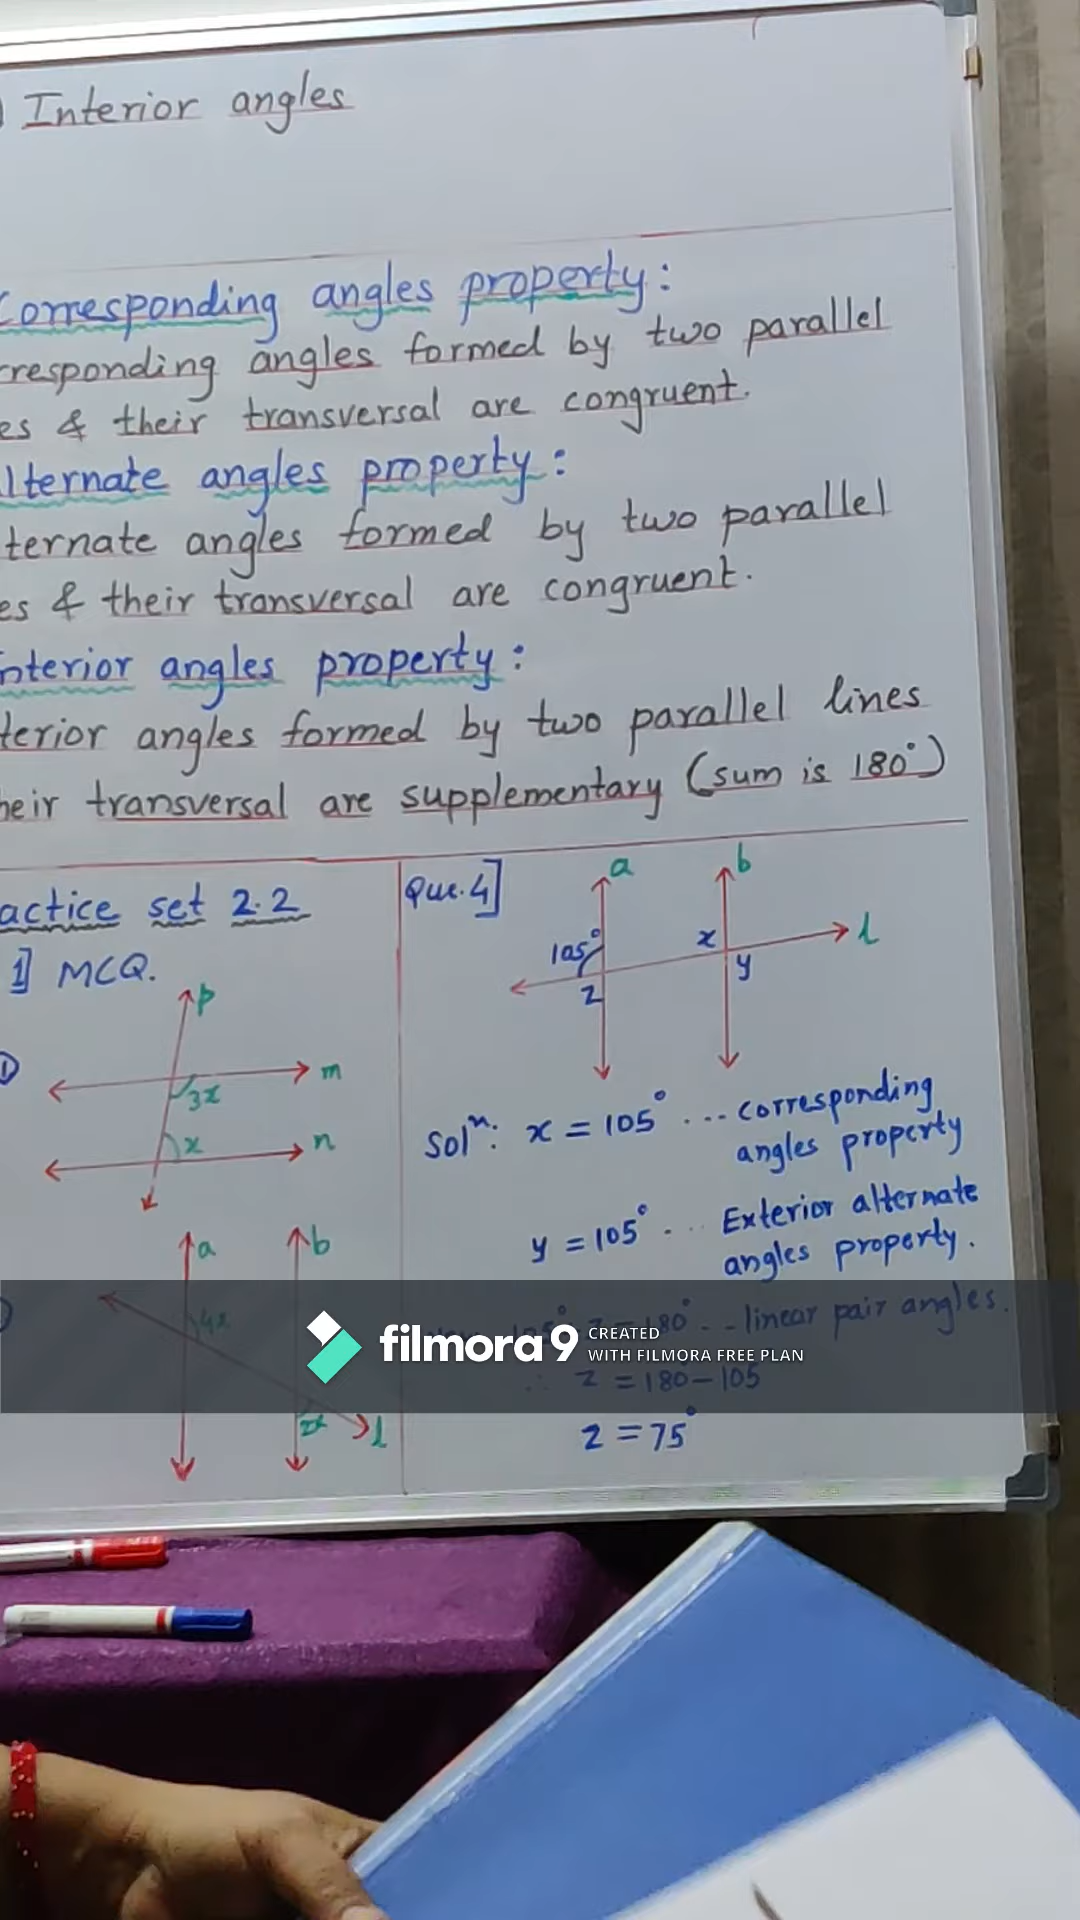 Interior angles
Corresponding angles property:
rresponding angles formed by two parallel
es & their transversal are congruent.
lternate angles property:
ternate angles formed by two parallel
es & their transversal are congruent.
nterior angles property:
terior angles formed by two parallel lines
heir transversal are supplementary (sum is 180°)
actice set 2.2
1] MCQ.
p
m
3x
x
n
a
b
4x
2x
l
Que. 4]
a
b
105°
x
l
z
y
Solⁿ: x = 105° ... corresponding
angles property
y = 105° ... Exterior alternate
angles property.
180° .. linear pair angles.
∴ z = 180 - 105
z = 75°
filmora9
CREATED
WITH FILMORA FREE PLAN